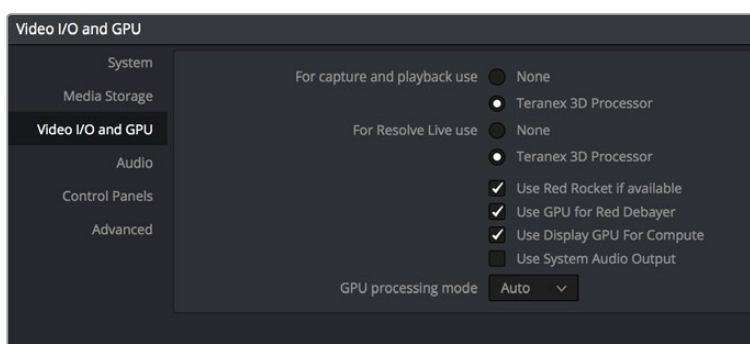 Video I/O and GPU
System
Media Storage
Video I/O and GPU
Audio
Control Panels
Advanced
For capture and playback use None
Teranex 3D Processor
For Resolve Live use None
Teranex 3D Processor
Use Red Rocket if available
Use GPU for Red Debayer
Use Display GPU For Compute
Use System Audio Output
GPU processing mode Auto